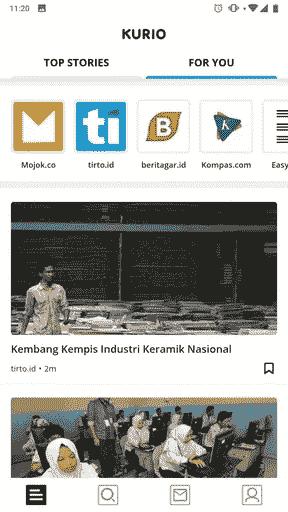 11:20
KURIO
TOP STORIES
FOR YOU
M
ti
B
K
Mojok.co
tirto.id
beritagar.id
Kompas.com
Easy
Kembang Kempis Industri Keramik Nasional
tirto.id • 2m